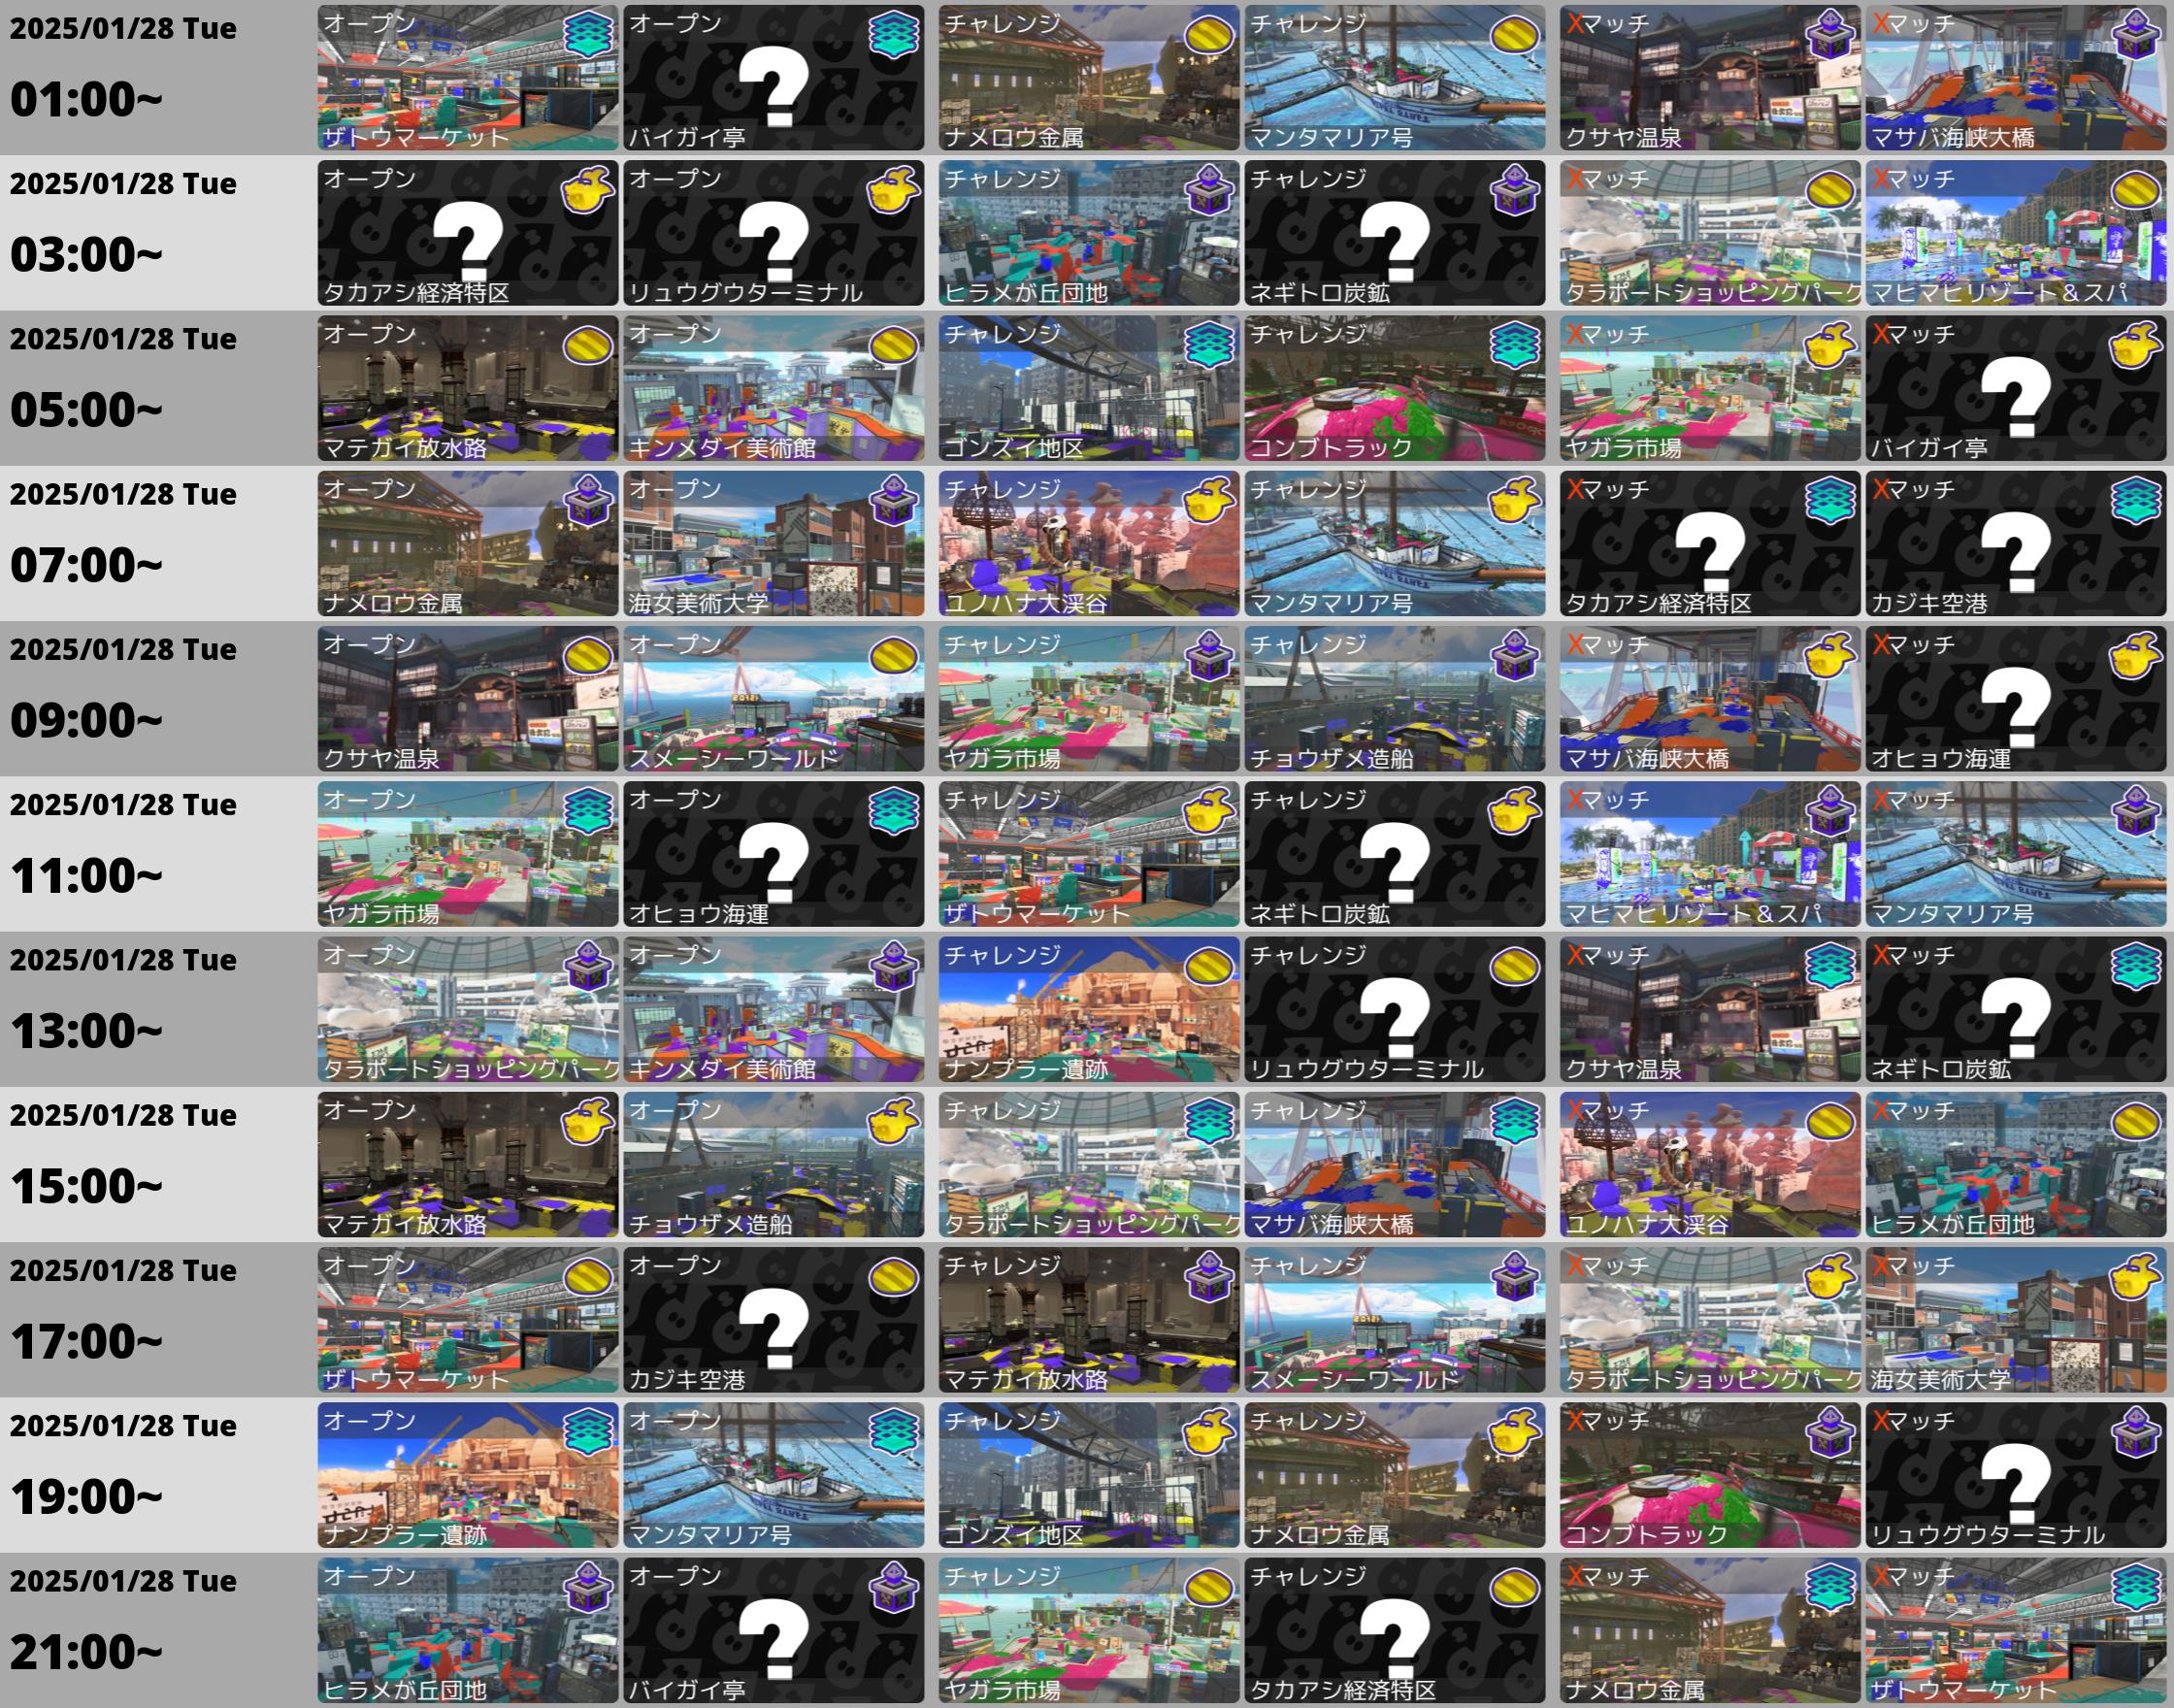 2025/01/28 Tue
01:00~
オープン
ザトウマーケット
オープン
バイガイ亭
チャレンジ
ナメロウ金属
チャレンジ
マンタマリア号
Xマッチ
クサヤ温泉
Xマッチ
マサバ海峡大橋
2025/01/28 Tue
03:00~
オープン
タカアシ経済特区
オープン
リュウグウターミナル
チャレンジ
ヒラメが丘団地
チャレンジ
ネギトロ炭鉱
Xマッチ
タラポートショッピングパーク
Xマッチ
マヒマヒリゾート&スパ
2025/01/28 Tue
05:00~
オープン
マテガイ放水路
オープン
キンメダイ美術館
チャレンジ
ゴンズイ地区
チャレンジ
コンブトラック
Xマッチ
ヤガラ市場
Xマッチ
バイガイ亭
2025/01/28 Tue
07:00~
オープン
ナメロウ金属
オープン
海女美術大学
チャレンジ
ユノハナ大渓谷
チャレンジ
マンタマリア号
Xマッチ
タカアシ経済特区
Xマッチ
カジキ空港
2025/01/28 Tue
09:00~
オープン
クサヤ温泉
オープン
スメーシーワールド
チャレンジ
ヤガラ市場
チャレンジ
チョウザメ造船
Xマッチ
マサバ海峡大橋
Xマッチ
オヒョウ海運
2025/01/28 Tue
11:00~
オープン
ヤガラ市場
オープン
オヒョウ海運
チャレンジ
ザトウマーケット
チャレンジ
ネギトロ炭鉱
Xマッチ
マヒマヒリゾート&スパ
Xマッチ
マンタマリア号
2025/01/28 Tue
13:00~
オープン
タラポートショッピングパーク
オープン
キンメダイ美術館
チャレンジ
ナンプラー遺跡
チャレンジ
リュウグウターミナル
Xマッチ
クサヤ温泉
Xマッチ
ネギトロ炭鉱
2025/01/28 Tue
15:00~
オープン
マテガイ放水路
オープン
チョウザメ造船
チャレンジ
タラポートショッピングパーク
チャレンジ
マサバ海峡大橋
Xマッチ
ユノハナ大渓谷
Xマッチ
ヒラメが丘団地
2025/01/28 Tue
17:00~
オープン
ザトウマーケット
オープン
カジキ空港
チャレンジ
マテガイ放水路
チャレンジ
スメーシーワールド
Xマッチ
タラポートショッピングパーク
Xマッチ
海女美術大学
2025/01/28 Tue
19:00~
オープン
ナンプラー遺跡
オープン
マンタマリア号
チャレンジ
ゴンズイ地区
チャレンジ
ナメロウ金属
Xマッチ
コンブトラック
Xマッチ
リュウグウターミナル
2025/01/28 Tue
21:00~
オープン
ヒラメが丘団地
オープン
バイガイ亭
チャレンジ
ヤガラ市場
チャレンジ
タカアシ経済特区
Xマッチ
ナメロウ金属
Xマッチ
ザトウマーケット